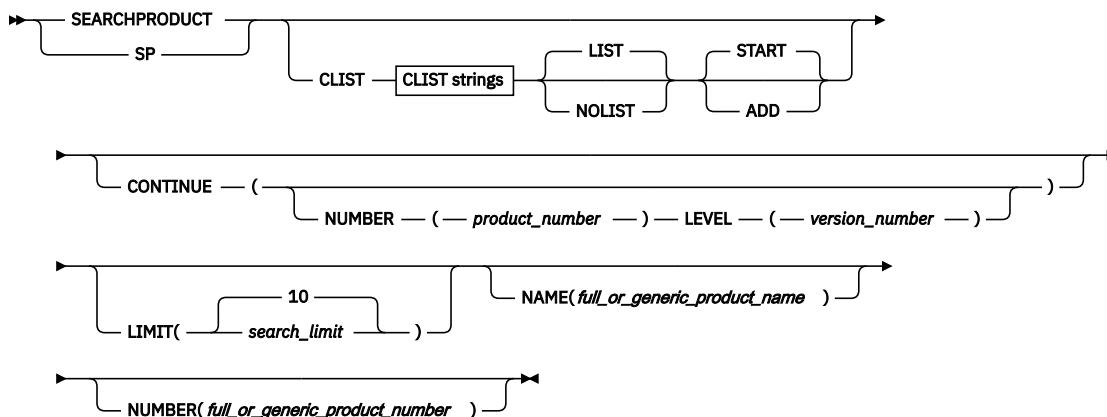 SEARCHPRODUCT
SP
CLIST CLIST strings LIST START
NOLIST ADD
CONTINUE ( )
NUMBER ( product_number ) LEVEL ( version_number )
LIMIT( 10 search_limit )
NAME( full_or_generic_product_name )
NUMBER( full_or_generic_product_number )